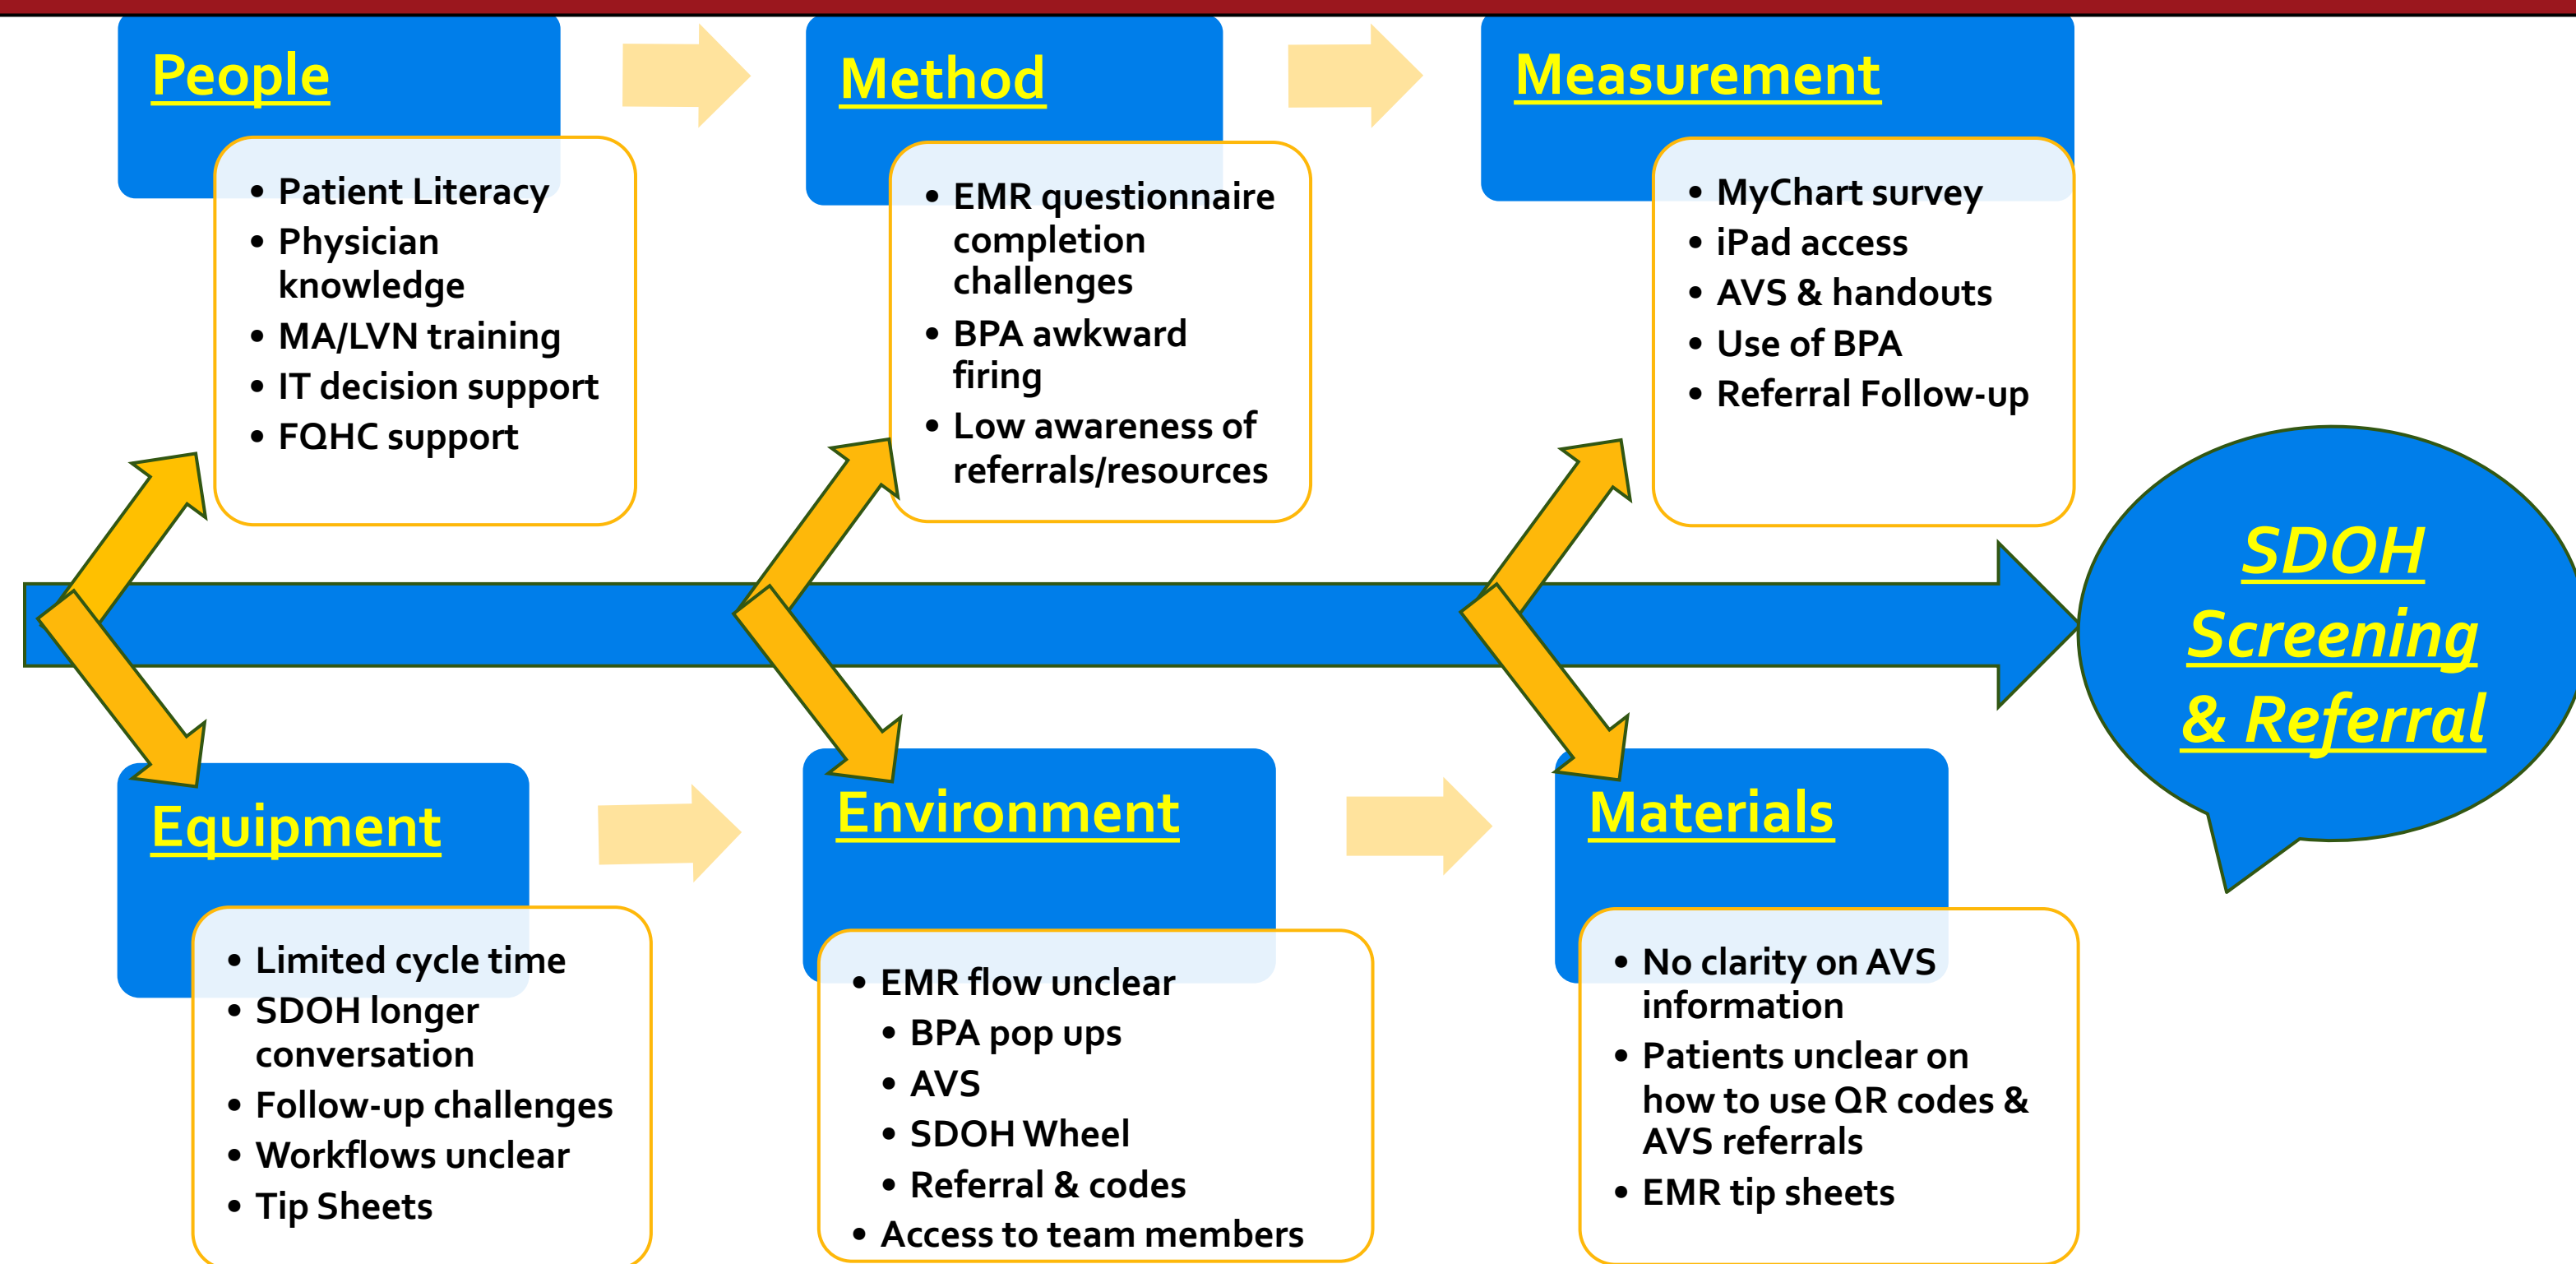 People
• Patient Literacy
• Physician
knowledge
• MA/LVN training
• IT decision support
• FQHC support
Method
• EMR questionnaire
completion
challenges
• BPA awkward
firing
• Low awareness of
referrals/resources
Measurement
• MyChart survey
• iPad access
• AVS & handouts
• Use of BPA
• Referral Follow-up
SDOH
Screening
& Referral
Equipment
• Limited cycle time
• SDOH longer
conversation
• Follow-up challenges
• Workflows unclear
• Tip Sheets
Environment
• EMR flow unclear
• BPA pop ups
• AVS
• SDOH Wheel
• Referral & codes
• Access to team members
Materials
• No clarity on AVS
information
• Patients unclear on
how to use QR codes &
AVS referrals
• EMR tip sheets